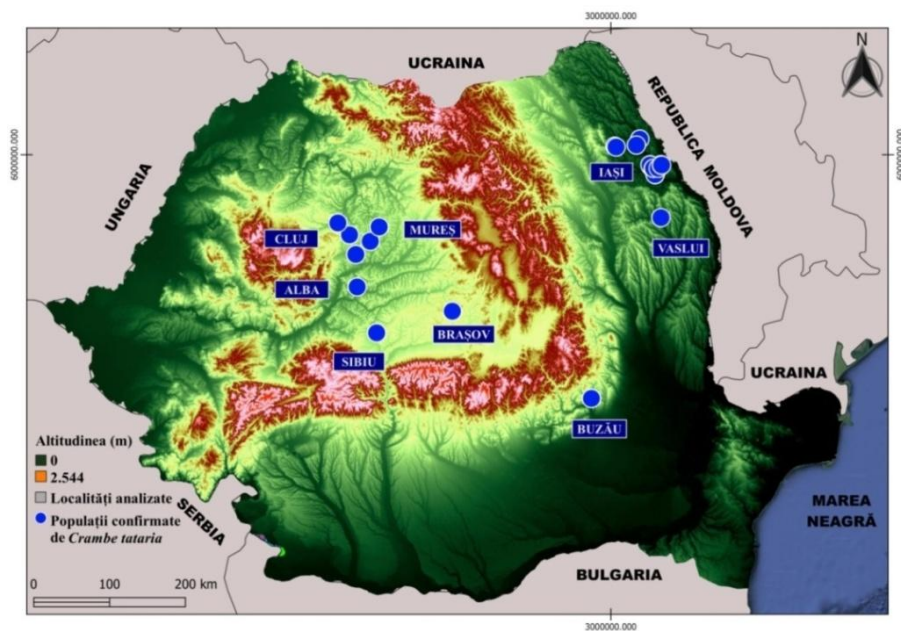 3000000.000
UCRAINA
N
REPUBLICA MOLDOVA
6000000.000
6000000.000
UNGARIA
IAȘI
CLUJ
MUREȘ
VASLUI
ALBA
BRAȘOV
SIBIU
UCRAINA
BUZĂU
Altitudinea (m)
0
2.544
Localități analizate
Populații confirmate
de Crambe tataria
SERBIA
MAREA
NEAGRĂ
BULGARIA
0 100 200 km
3000000.000